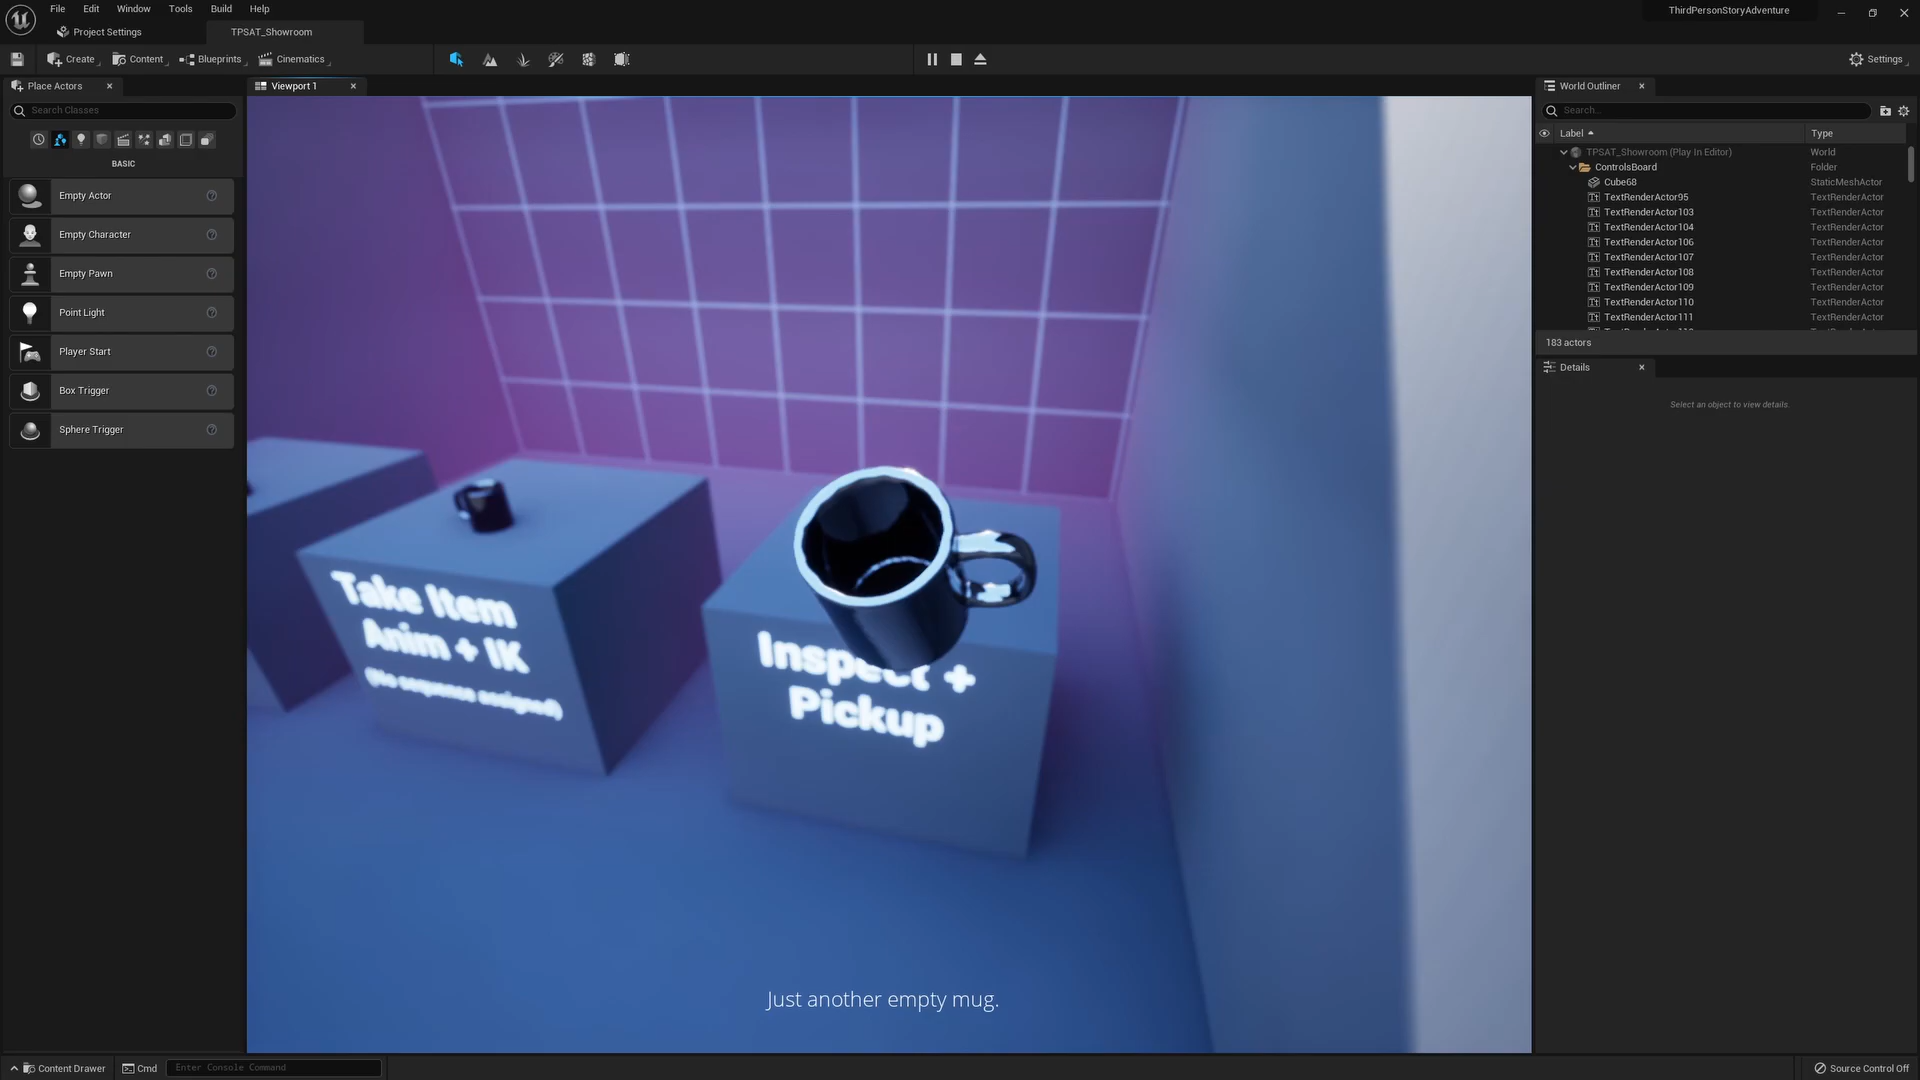 File Edit Window Tools Build Help
ThirdPersonStoryAdventure
Project Settings
TPSAT_Showroom
Create
Content
Blueprints
Cinematics
Settings
Place Actors
Search Classes
BASIC
Empty Actor
Empty Character
Empty Pawn
Point Light
Player Start
Box Trigger
Sphere Trigger
Viewport 1
Take Item
Anim + IK
(No sequence assigned)
Inspect +
Pickup
Just another empty mug.
World Outliner
Search...
Label Type
TPSAT_Showroom (Play In Editor) World
ControlsBoard Folder
Cube68 StaticMeshActor
TextRenderActor95 TextRenderActor
TextRenderActor103 TextRenderActor
TextRenderActor104 TextRenderActor
TextRenderActor106 TextRenderActor
TextRenderActor107 TextRenderActor
TextRenderActor108 TextRenderActor
TextRenderActor109 TextRenderActor
TextRenderActor110 TextRenderActor
TextRenderActor111 TextRenderActor
183 actors
Details
Select an object to view details.
Content Drawer
Cmd
Enter Console Command
Source Control Off